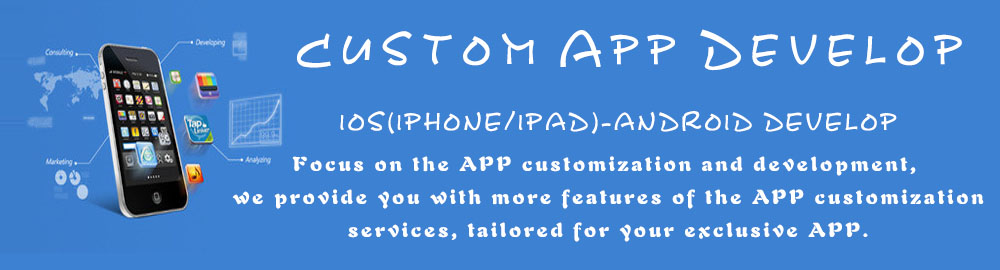 CUSTOM APP DEVELOP
IOS(IPHONE/IPAD)-ANDROID DEVELOP
Focus on the APP customization and development,
we provide you with more features of the APP customization
services, tailored for your exclusive APP.
Consulting
Developing
Tap
Marketing
Analyzing